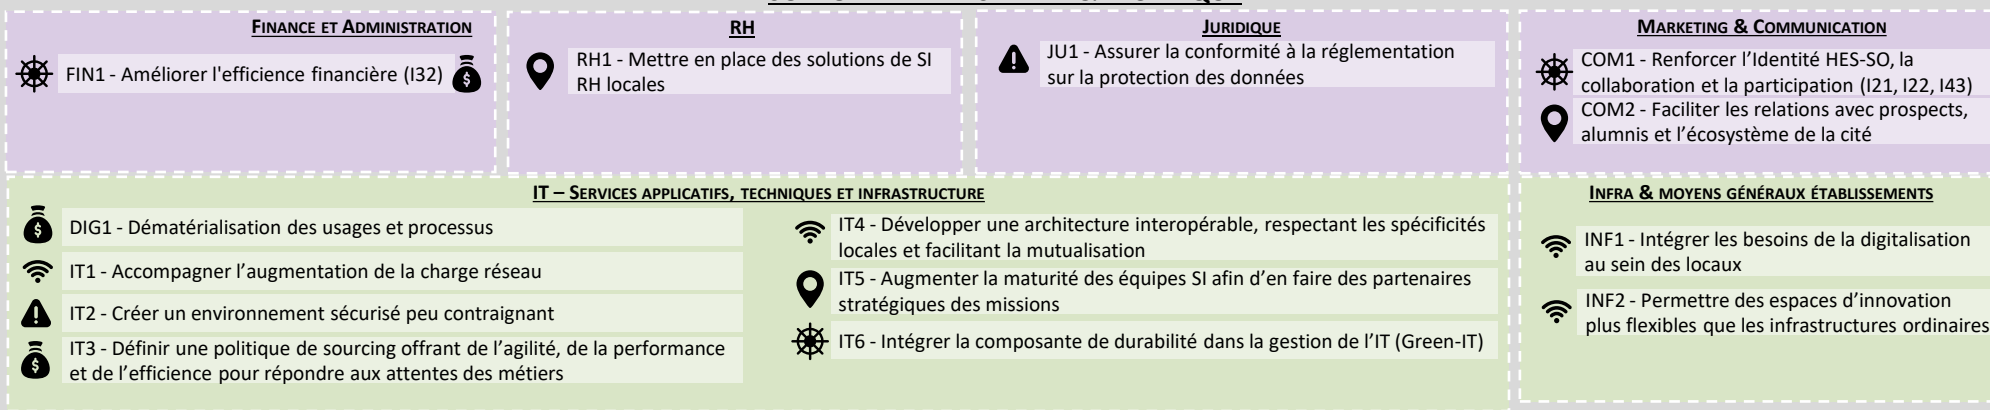 FINANCE ET ADMINISTRATION
FIN1 - Améliorer l'efficience financière (I32)
RH
RH1 - Mettre en place des solutions de SI
RH locales
JURIDIQUE
JU1 - Assurer la conformité à la réglementation
sur la protection des données
MARKETING & COMMUNICATION
COM1 - Renforcer l’Identité HES-SO, la
collaboration et la participation (I21, I22, I43)
COM2 - Faciliter les relations avec prospects,
alumnis et l’écosystème de la cité
IT – SERVICES APPLICATIFS, TECHNIQUES ET INFRASTRUCTURE
DIG1 - Dématérialisation des usages et processus
IT1 - Accompagner l’augmentation de la charge réseau
IT2 - Créer un environnement sécurisé peu contraignant
IT3 - Définir une politique de sourcing offrant de l’agilité, de la performance
et de l’efficience pour répondre aux attentes des métiers
IT4 - Développer une architecture interopérable, respectant les spécificités
locales et facilitant la mutualisation
IT5 - Augmenter la maturité des équipes SI afin d’en faire des partenaires
stratégiques des missions
IT6 - Intégrer la composante de durabilité dans la gestion de l’IT (Green-IT)
INFRA & MOYENS GÉNÉRAUX ÉTABLISSEMENTS
INF1 - Intégrer les besoins de la digitalisation
au sein des locaux
INF2 - Permettre des espaces d’innovation
plus flexibles que les infrastructures ordinaires